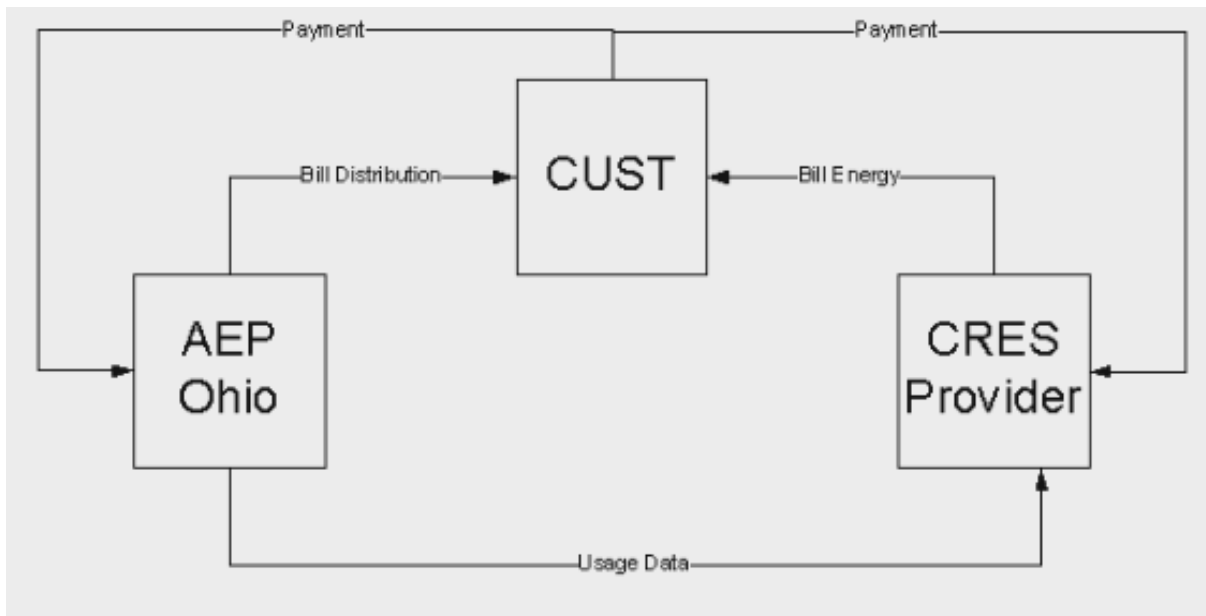 Payment
Payment
CUST
Bill Distribution
Bill Energy
AEP
Ohio
CRES
Provider
Usage Data